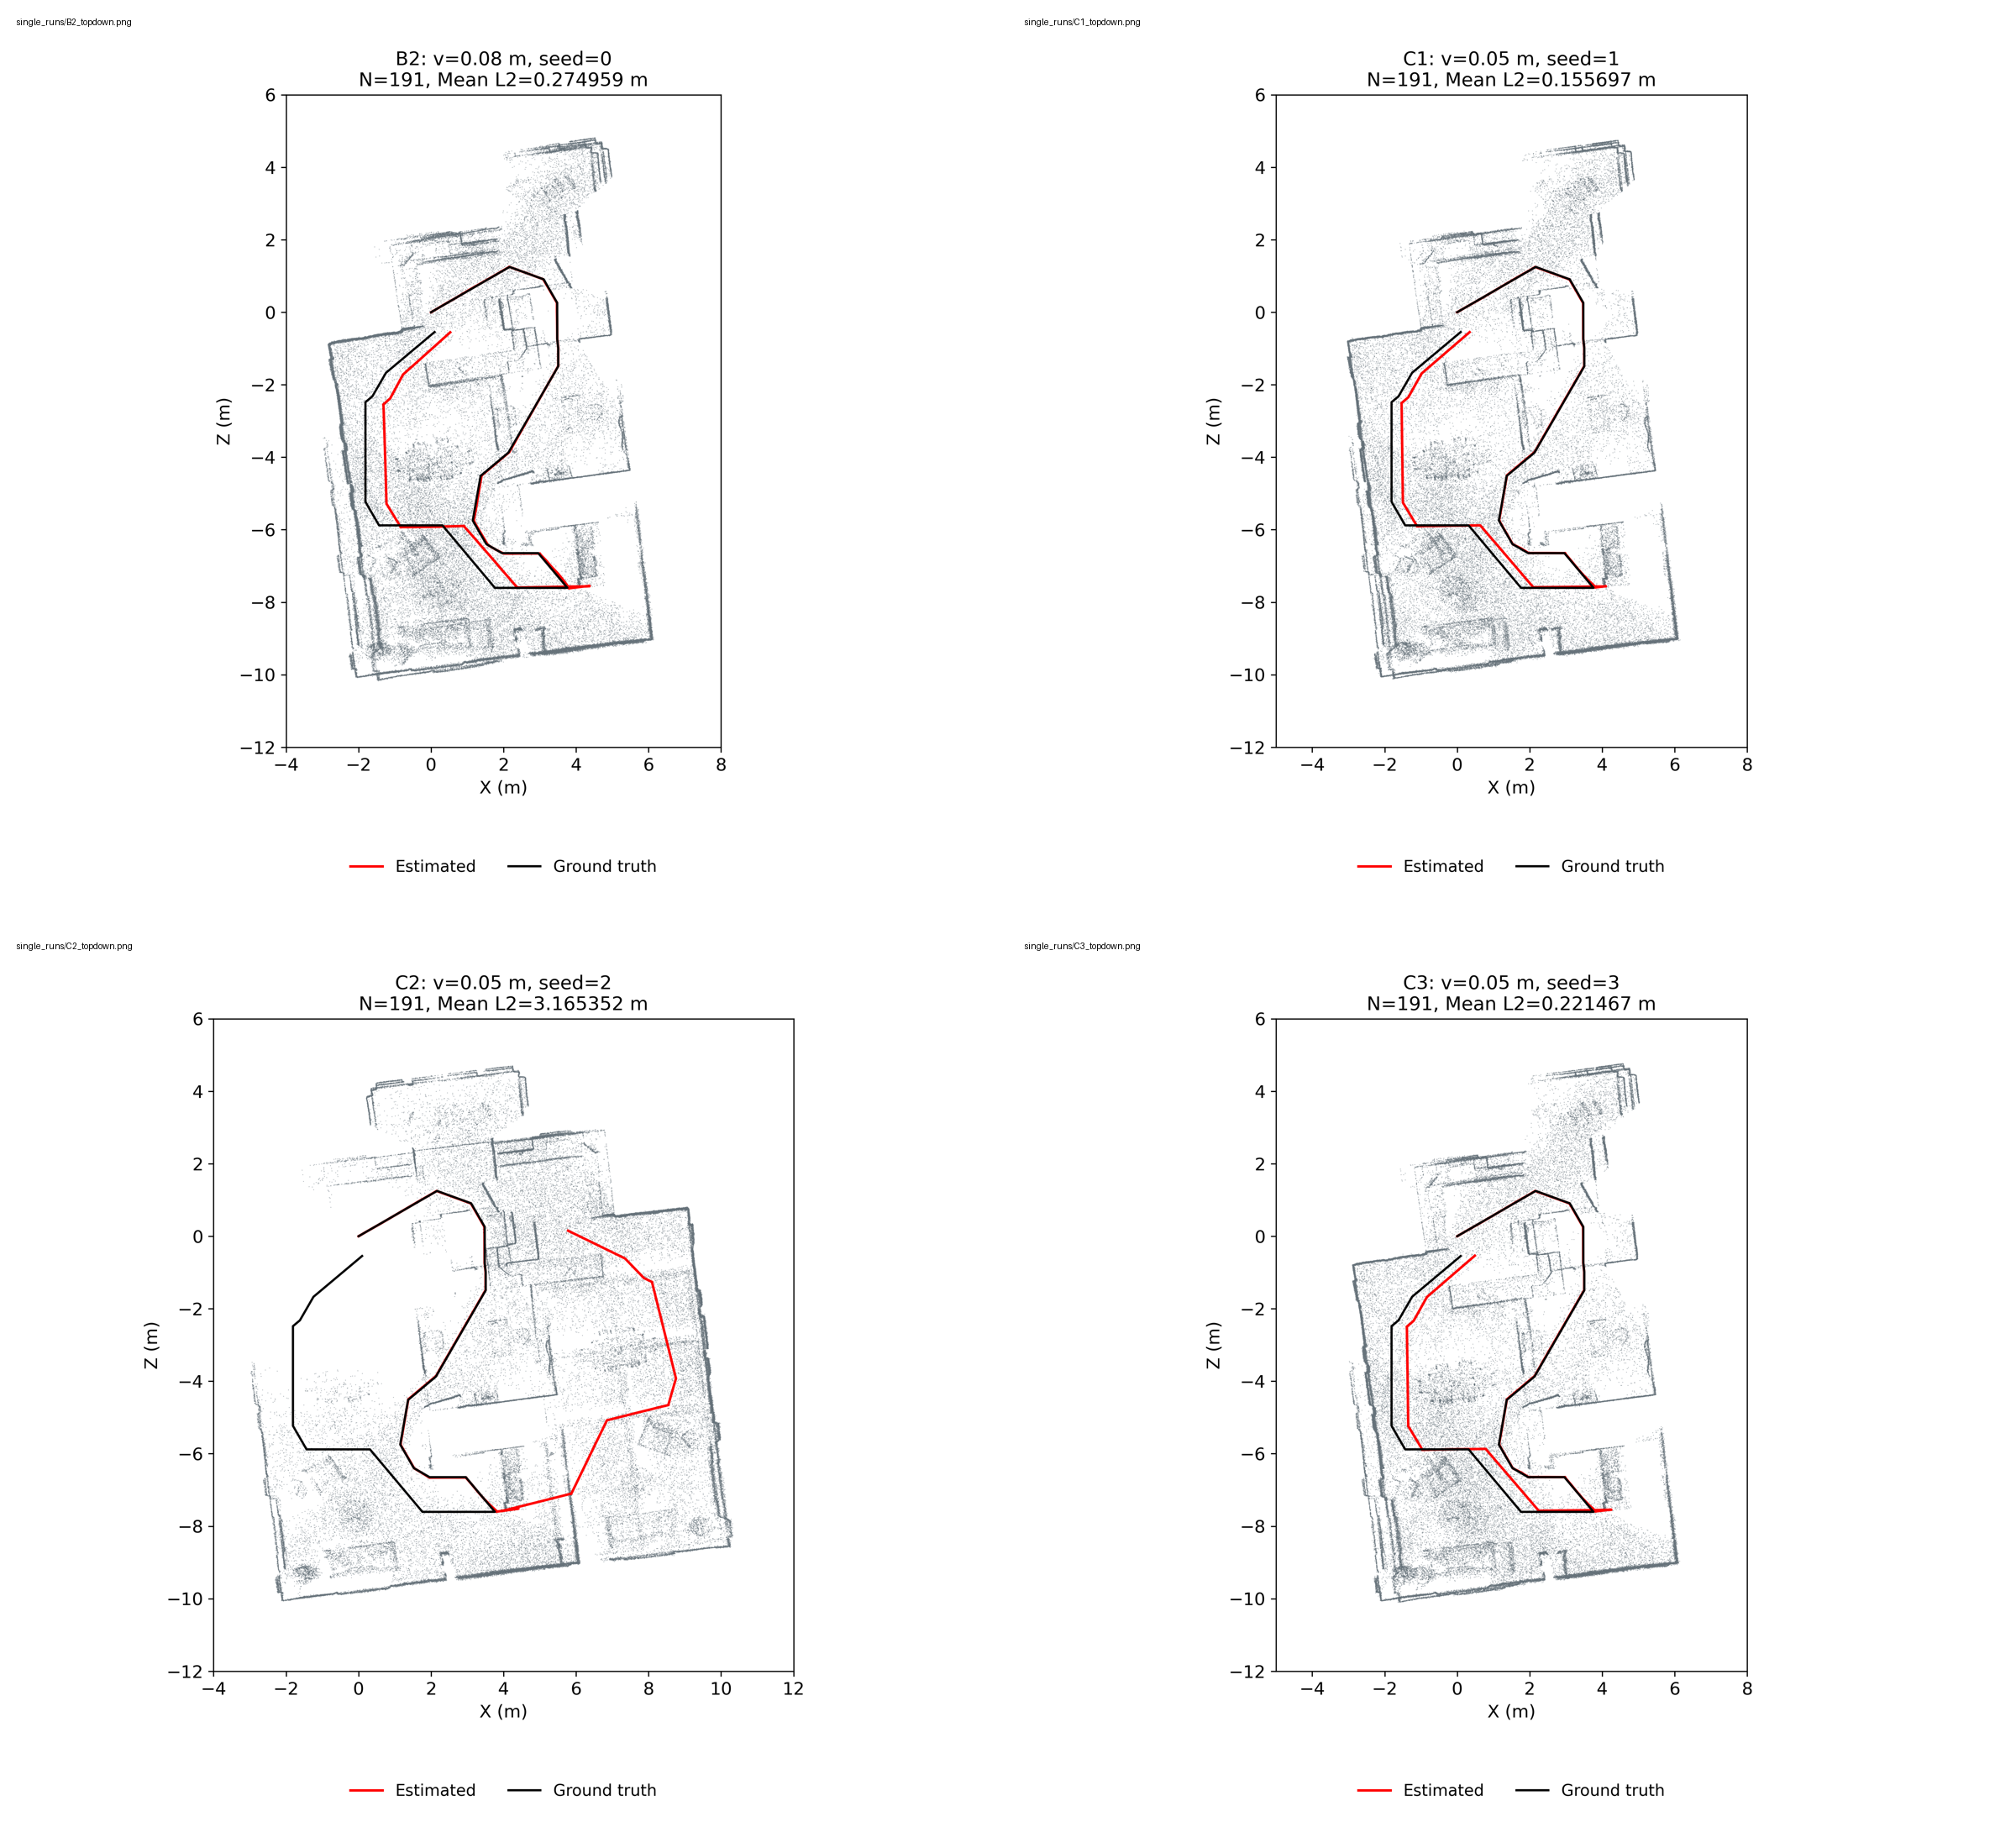 single_runs/B2_topdown.png
B2: v=0.08 m, seed=0
N=191, Mean L2=0.274959 m
6
4
2
0
−2
−4
−6
−8
−10
−12
Z (m)
−4 −2 0 2 4 6 8
X (m)
Estimated Ground truth
single_runs/C1_topdown.png
C1: v=0.05 m, seed=1
N=191, Mean L2=0.155697 m
6
4
2
0
−2
−4
−6
−8
−10
−12
Z (m)
−4 −2 0 2 4 6 8
X (m)
Estimated Ground truth
single_runs/C2_topdown.png
C2: v=0.05 m, seed=2
N=191, Mean L2=3.165352 m
6
4
2
0
−2
−4
−6
−8
−10
−12
Z (m)
−4 −2 0 2 4 6 8 10 12
X (m)
Estimated Ground truth
single_runs/C3_topdown.png
C3: v=0.05 m, seed=3
N=191, Mean L2=0.221467 m
6
4
2
0
−2
−4
−6
−8
−10
−12
Z (m)
−4 −2 0 2 4 6 8
X (m)
Estimated Ground truth